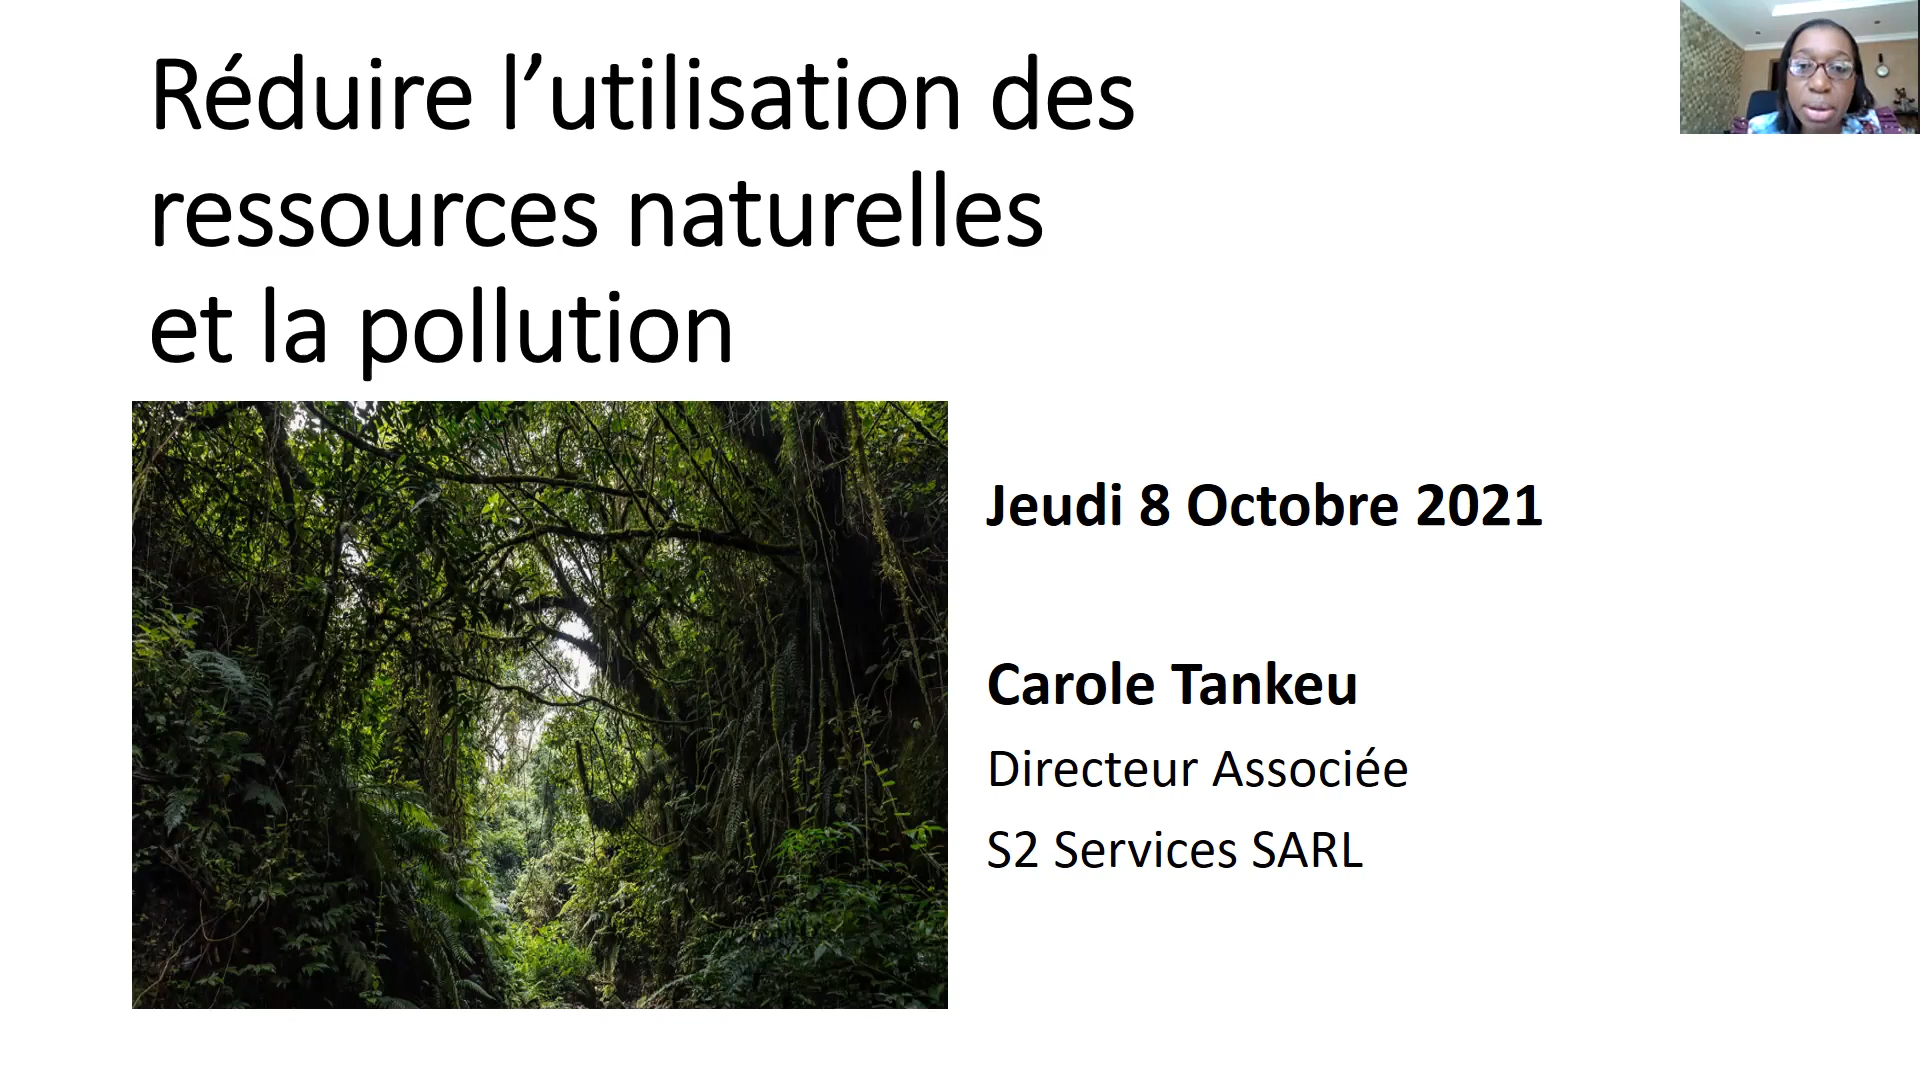 Réduire l’utilisation des
ressources naturelles
et la pollution
Jeudi 8 Octobre 2021
Carole Tankeu
Directeur Associée
S2 Services SARL